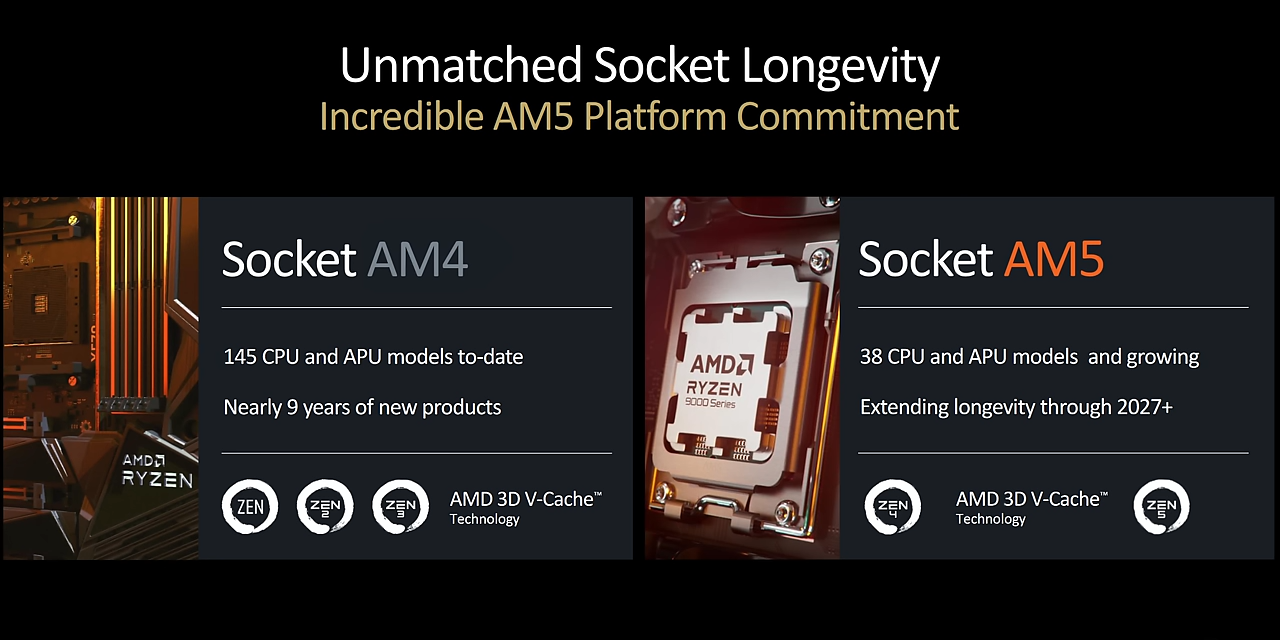 Unmatched Socket Longevity
Incredible AM5 Platform Commitment
Socket AM4
145 CPU and APU models to-date
Nearly 9 years of new products
ZEN
ZEN 2
ZEN 3
AMD 3D V-Cache™
Technology
AMD
RYZEN
Socket AM5
38 CPU and APU models  and growing
Extending longevity through 2027+
ZEN 4
AMD 3D V-Cache™
Technology
ZEN 5
AMD
RYZEN
9000 Series